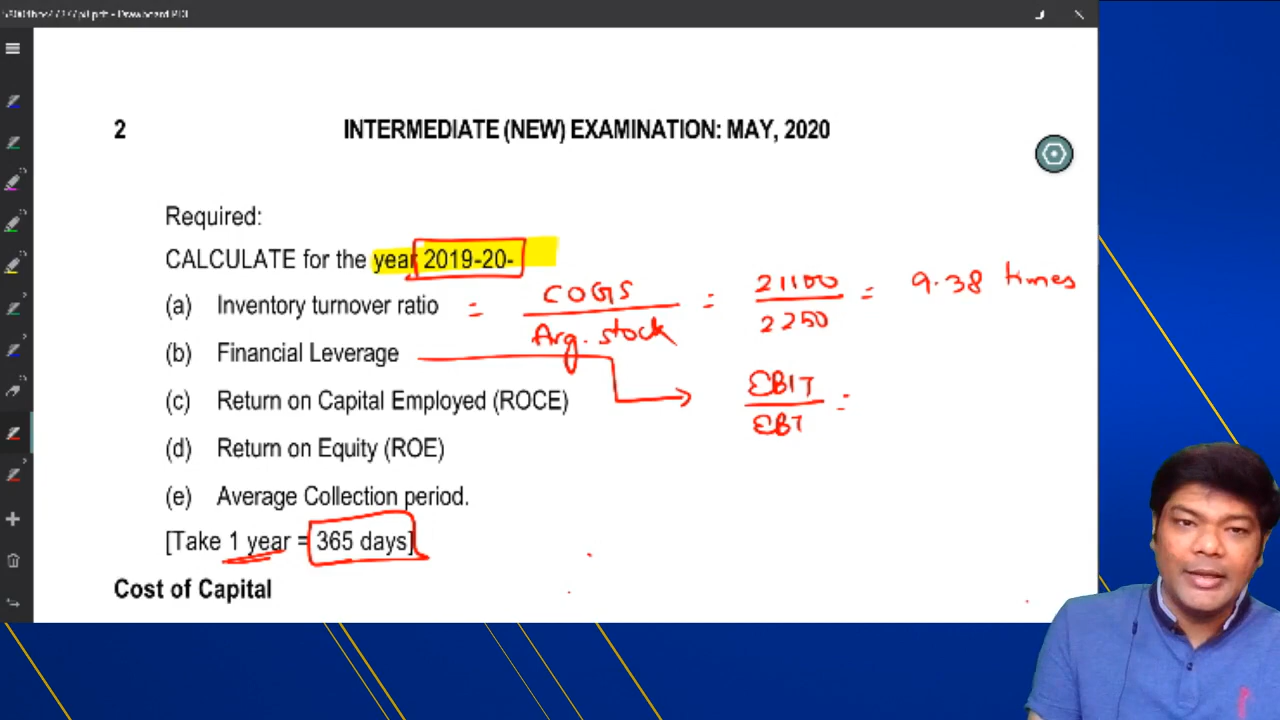 2 INTERMEDIATE (NEW) EXAMINATION: MAY, 2020
Required:
CALCULATE for the year 2019-20-
(a) Inventory turnover ratio = COGS / Avg. stock = 21100 / 2250 = 9.38 times
(b) Financial Leverage
EBIT / EBT =
(c) Return on Capital Employed (ROCE)
(d) Return on Equity (ROE)
(e) Average Collection period.
[Take 1 year = 365 days]
Cost of Capital